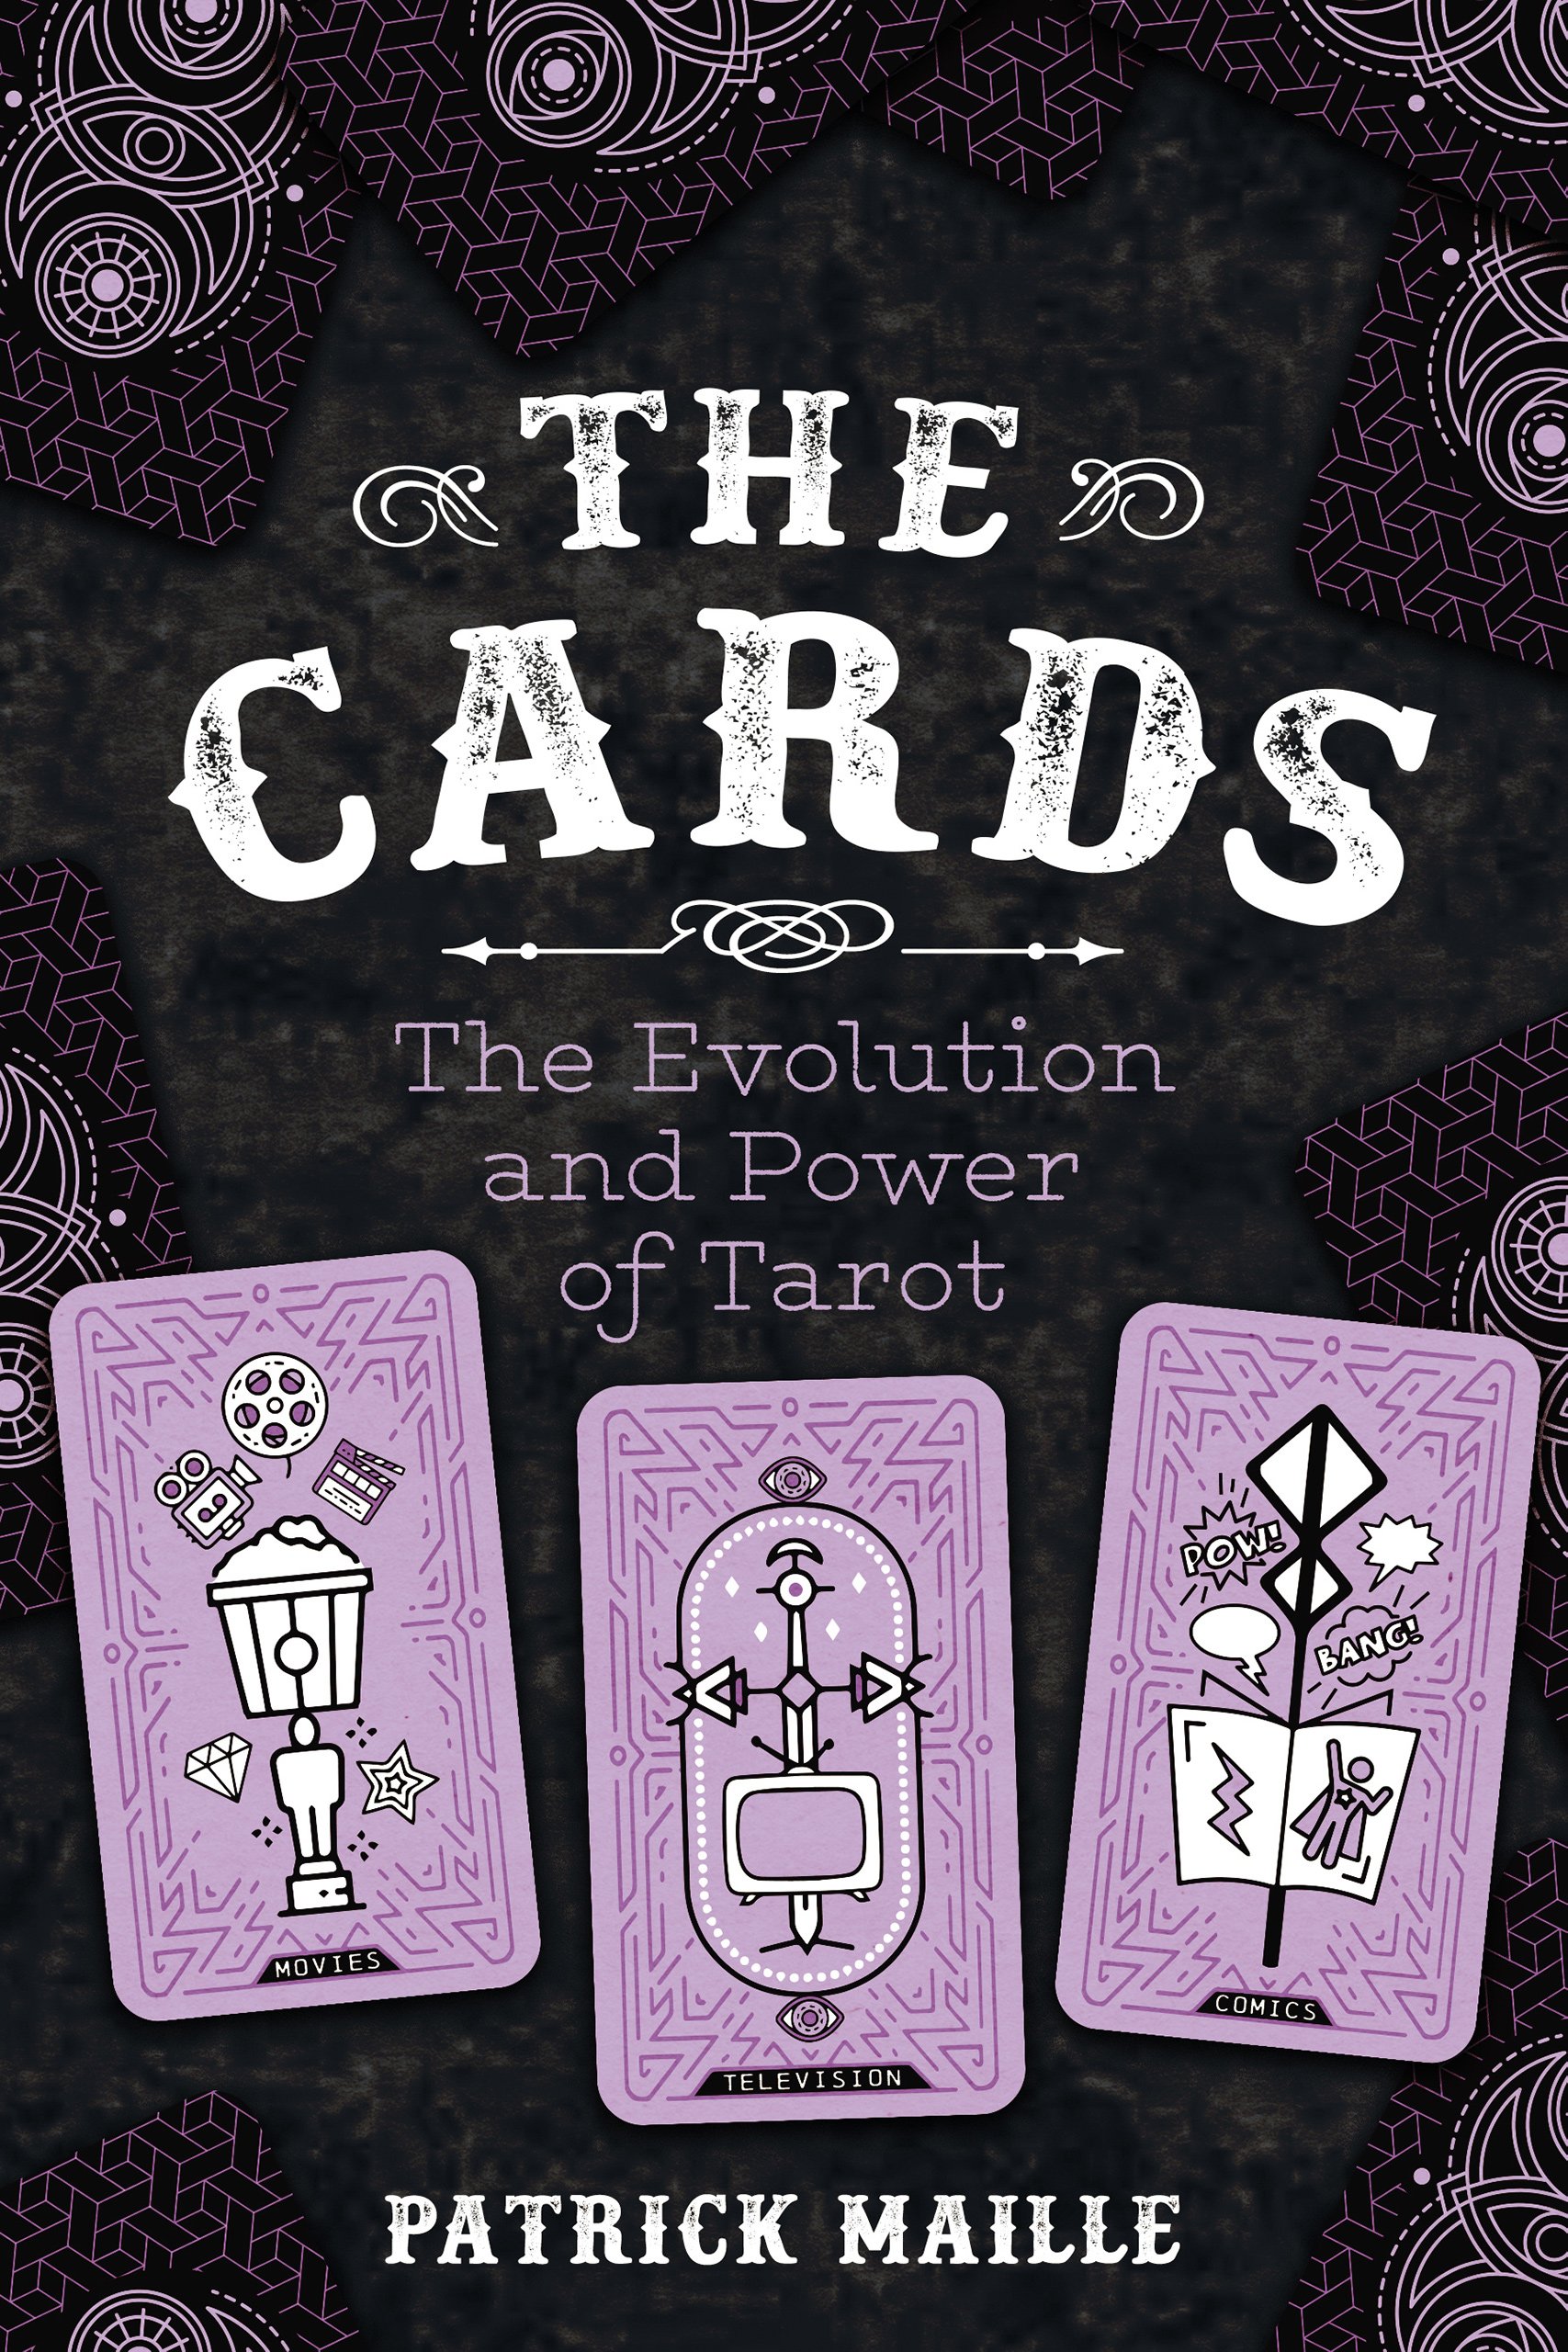 THE
CARDS
The Evolution
and Power
of Tarot
POW!
BANG!
MOVIES
TELEVISION
COMICS
PATRICK MAILLE